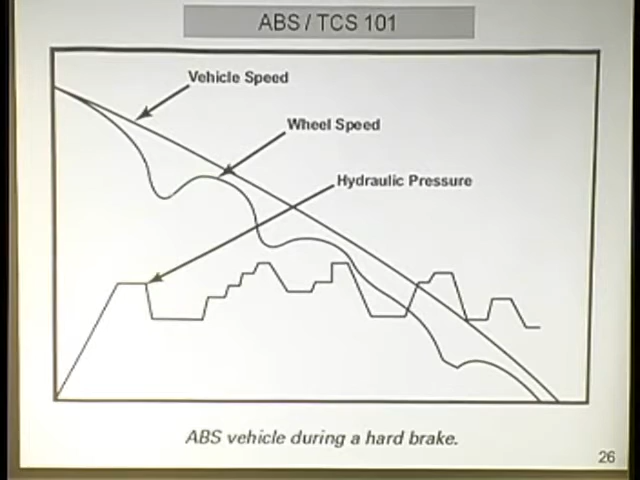 ABS / TCS 101
Vehicle Speed
Wheel Speed
Hydraulic Pressure
ABS vehicle during a hard brake.
26